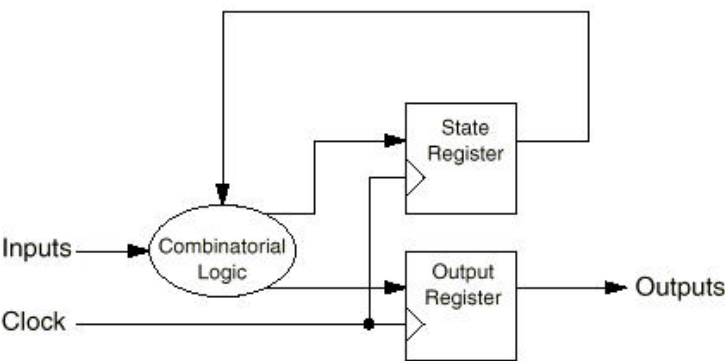 State
Register
Inputs
Combinatorial
Logic
Output
Register
Outputs
Clock